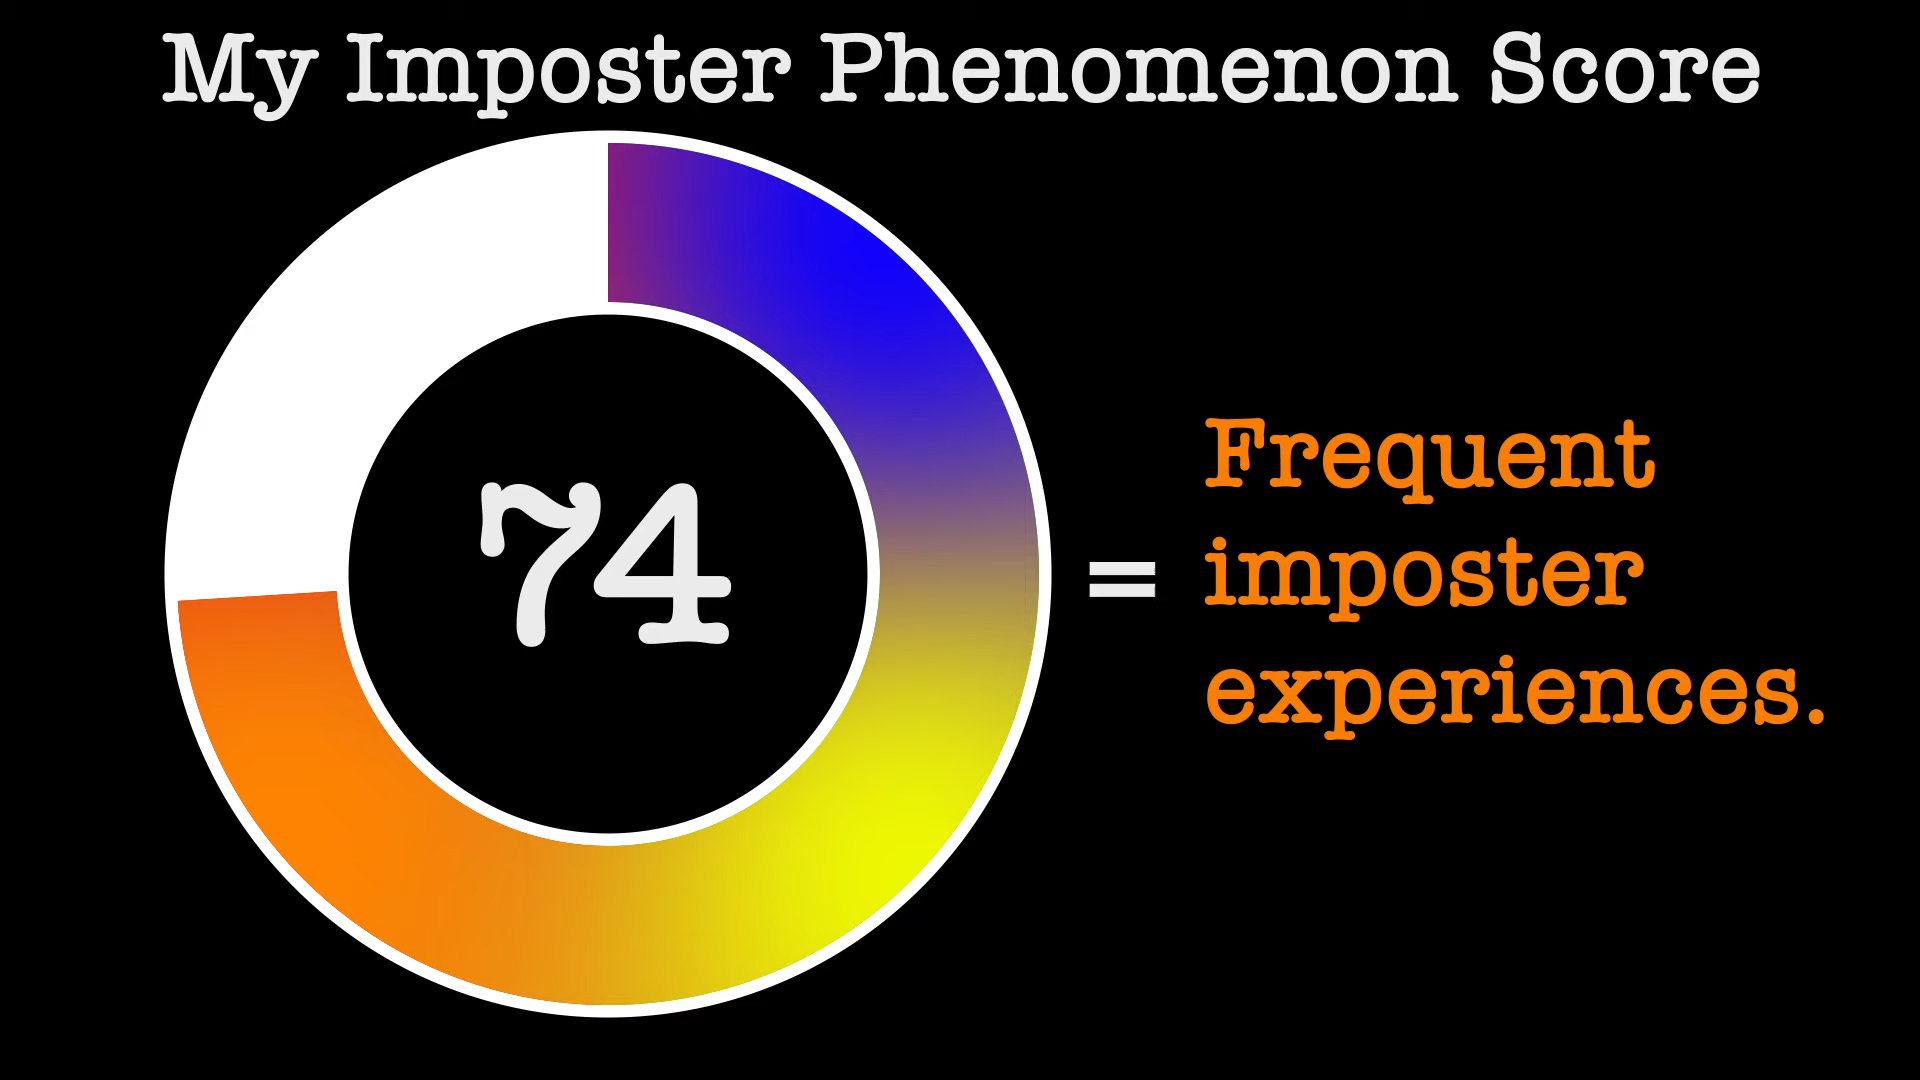 My Imposter Phenomenon Score
74
=
Frequent
imposter
experiences.